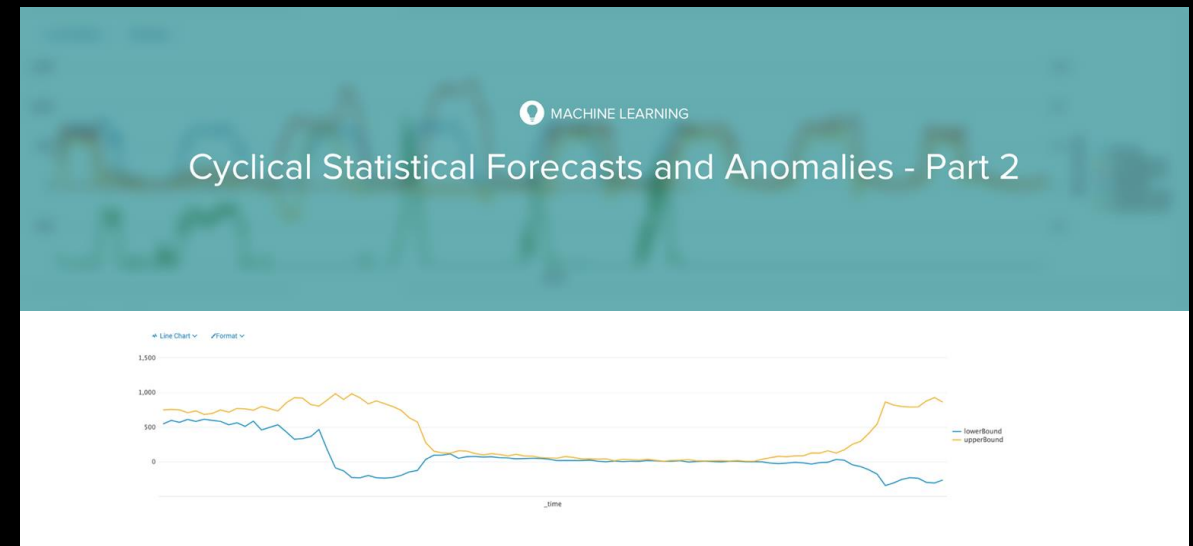 MACHINE LEARNING
Cyclical Statistical Forecasts and Anomalies - Part 2
Line Chart Format
1,500
1,000
500
0
lowerBound
upperBound
_time